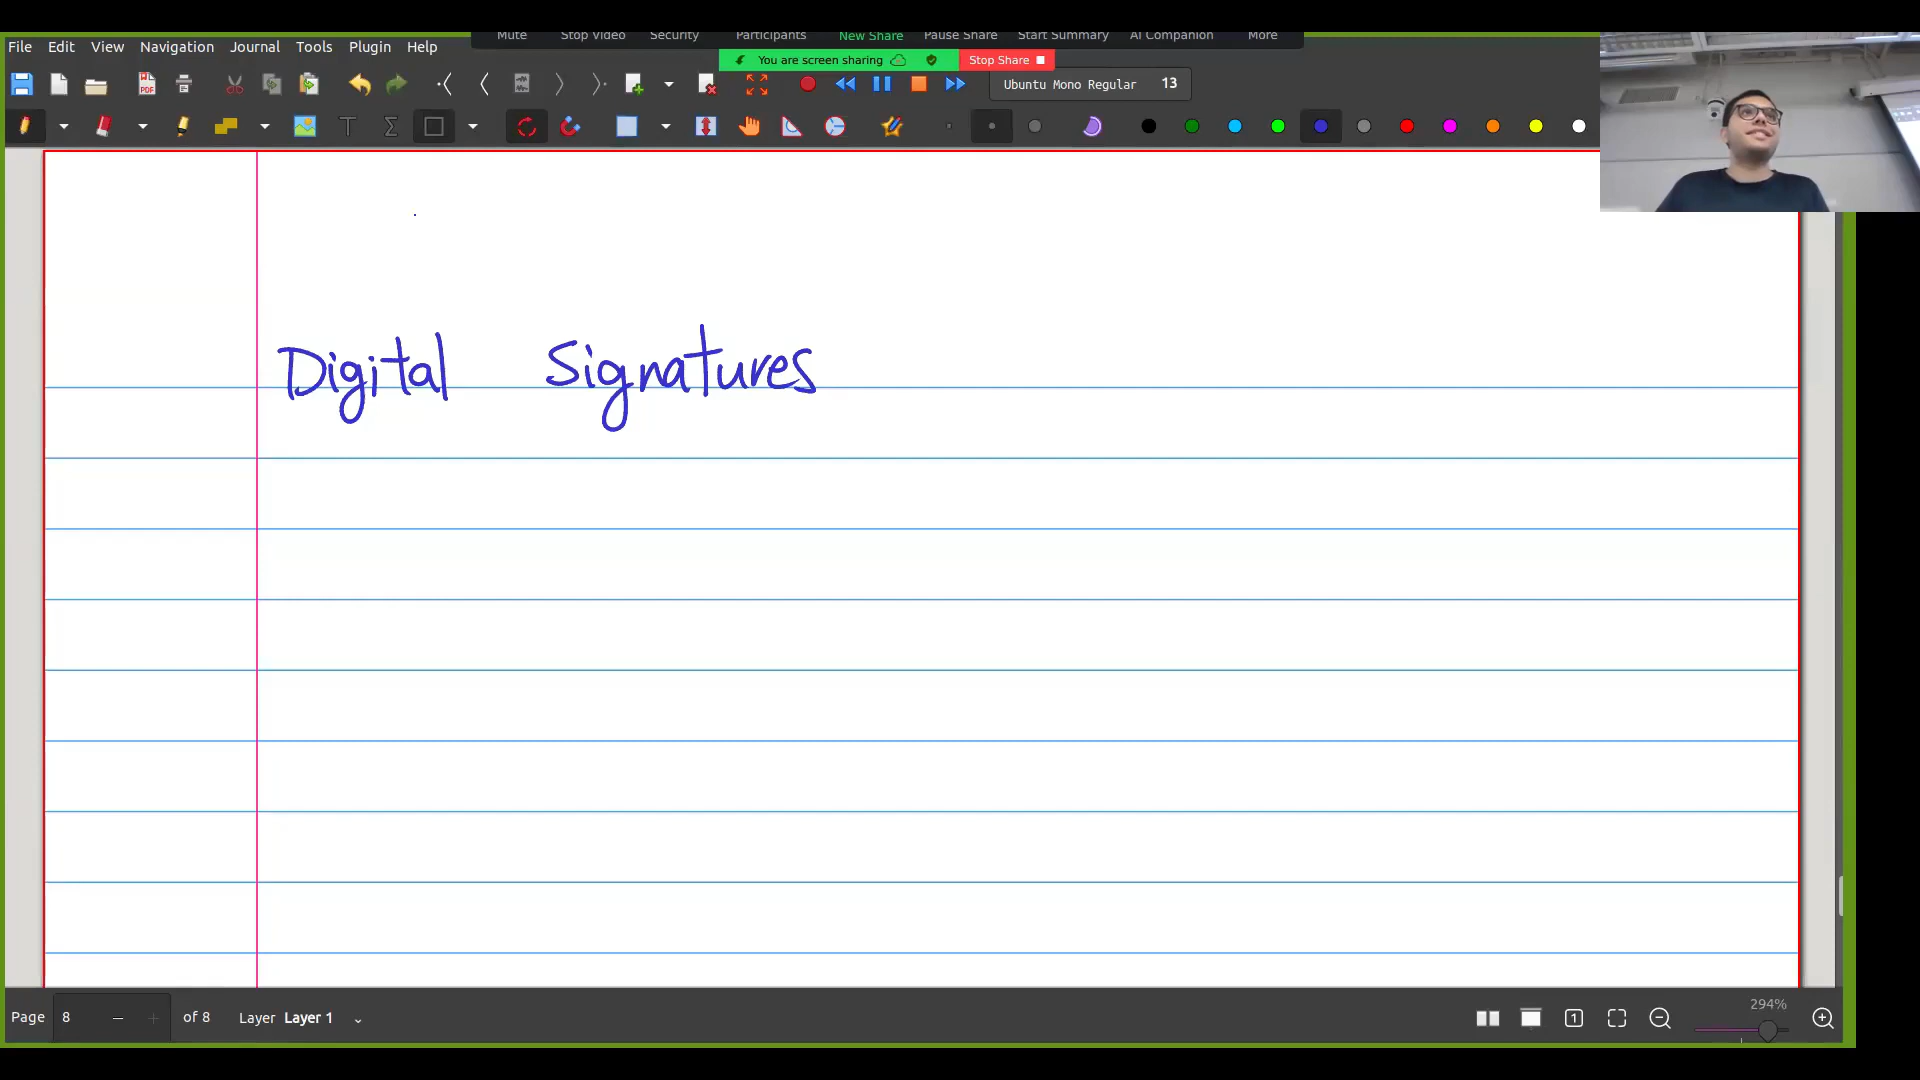 Mute Stop Video Security Participants New Share Pause Share Start Summary AI Companion More
File Edit View Navigation Journal Tools Plugin Help
You are screen sharing Stop Share
Ubuntu Mono Regular 13
Digital Signatures
294%
Page 8 of 8 Layer Layer 1